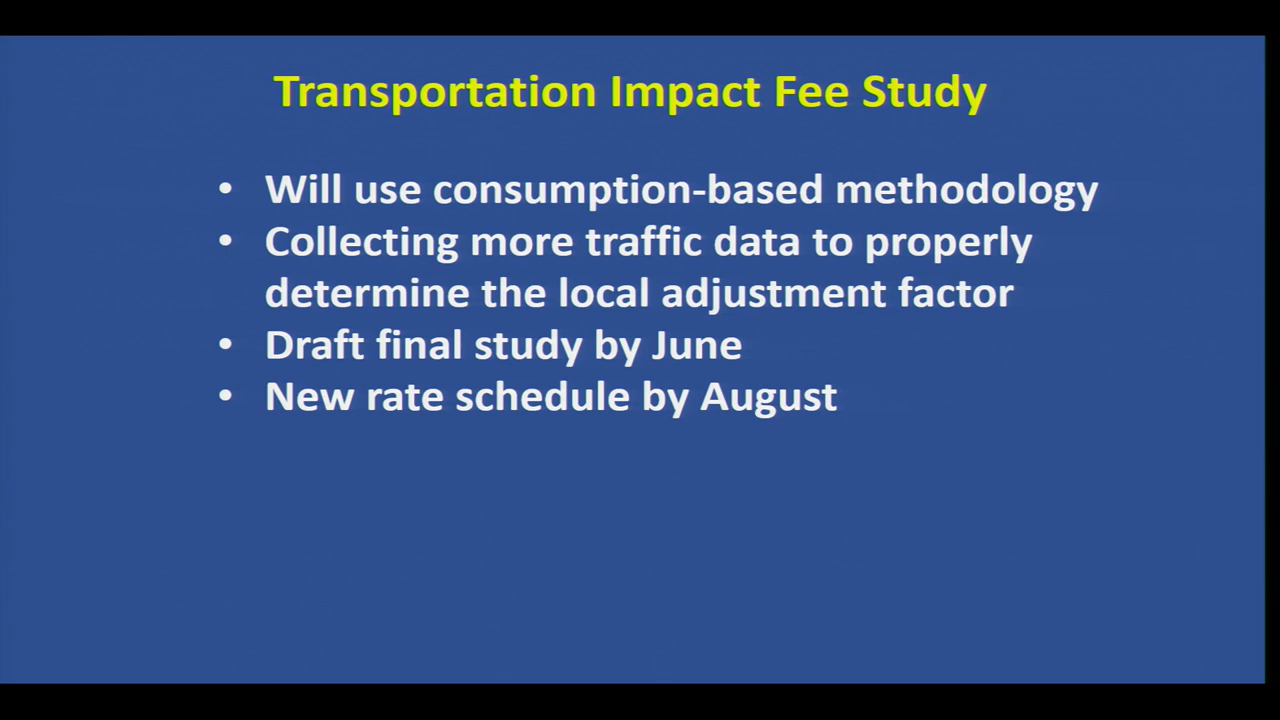 Transportation Impact Fee Study
• Will use consumption-based methodology
• Collecting more traffic data to properly
determine the local adjustment factor
• Draft final study by June
• New rate schedule by August